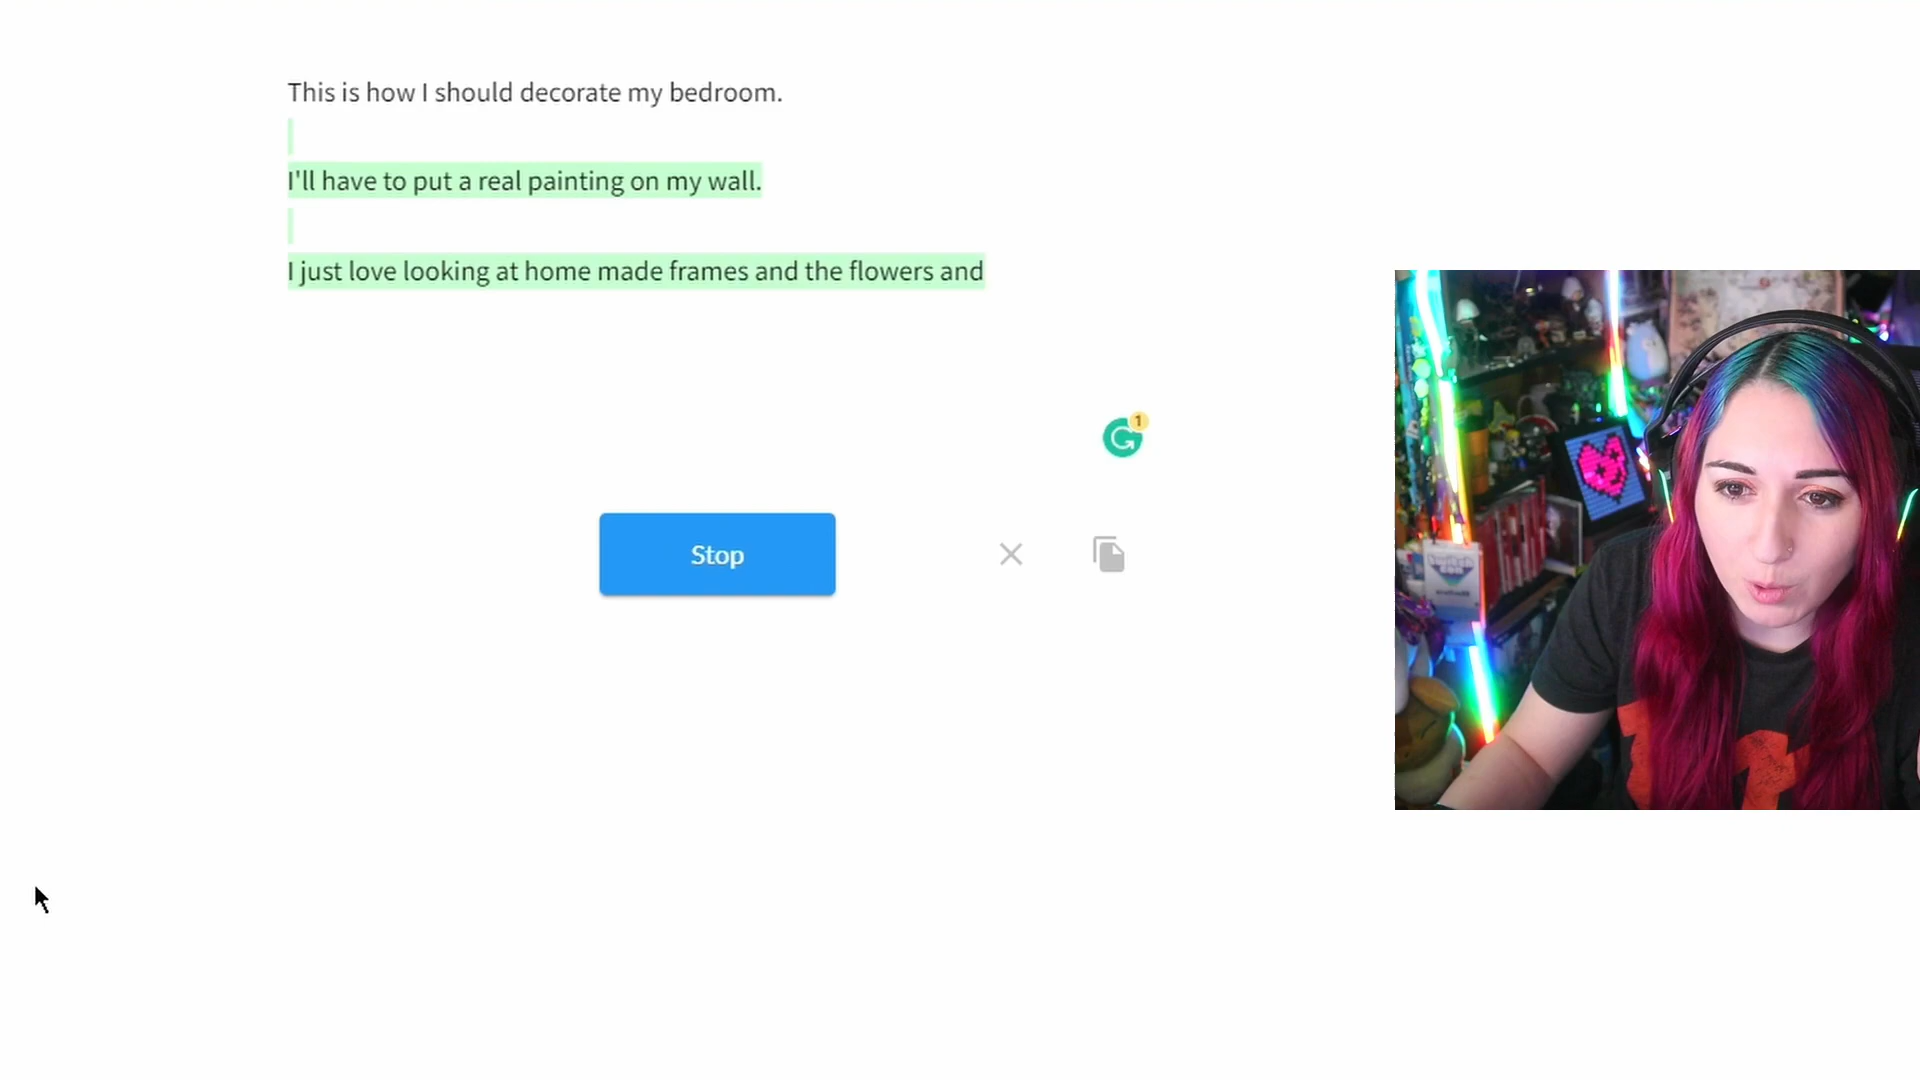 This is how I should decorate my bedroom.
I'll have to put a real painting on my wall.
I just love looking at home made frames and the flowers and
1
Stop